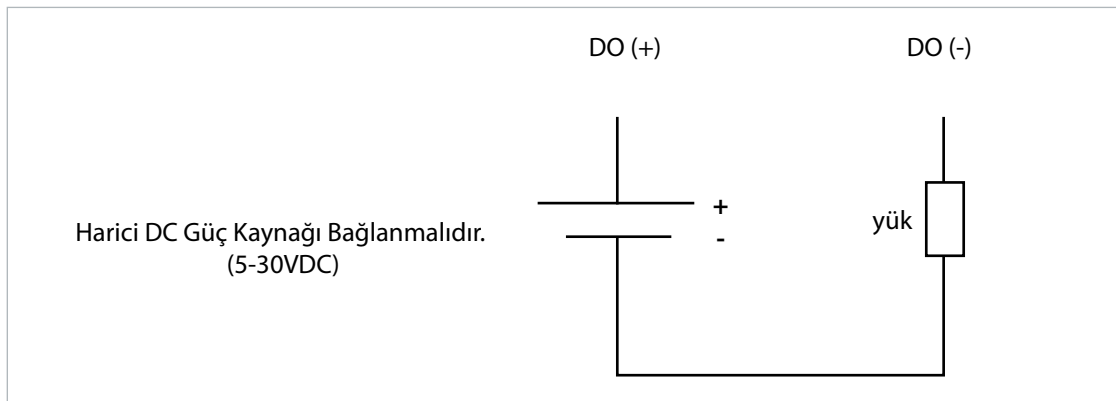 DO (+)
DO (-)
+
-
yük
Harici DC Güç Kaynağı Bağlanmalıdır.
(5-30VDC)